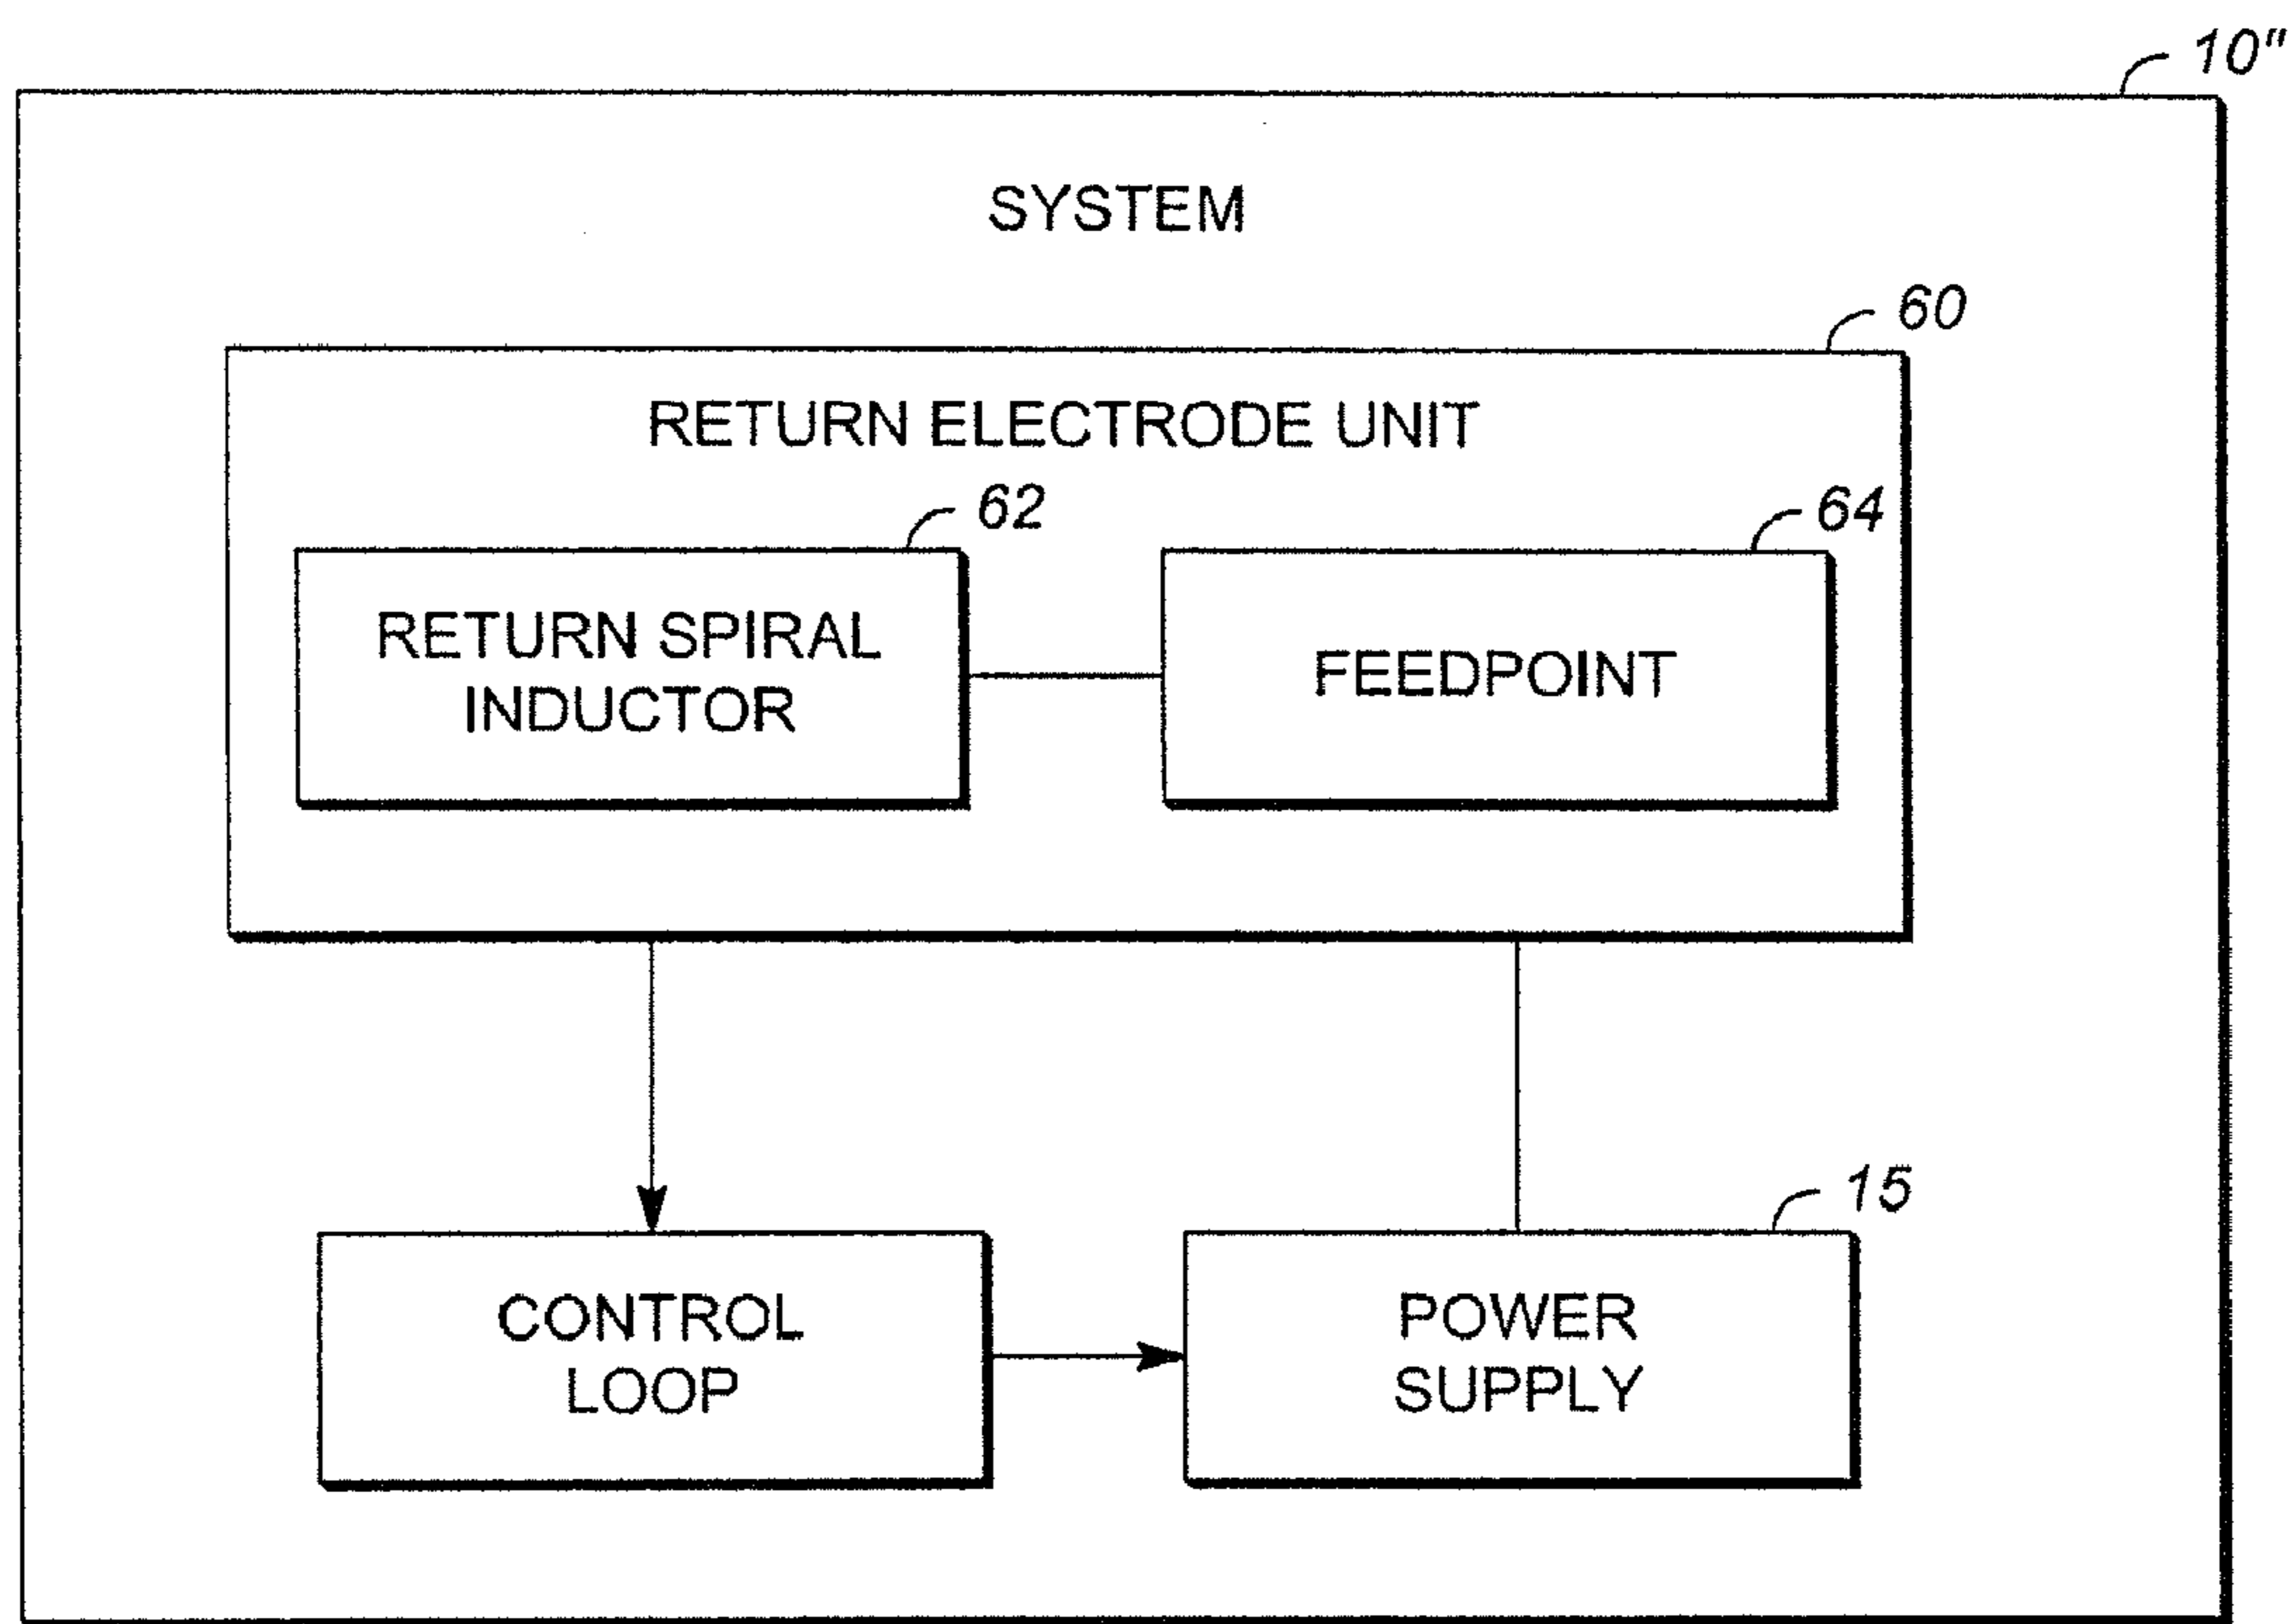 10"
SYSTEM
60
RETURN ELECTRODE UNIT
62
64
RETURN SPIRAL
INDUCTOR
FEEDPOINT
15
CONTROL
LOOP
POWER
SUPPLY